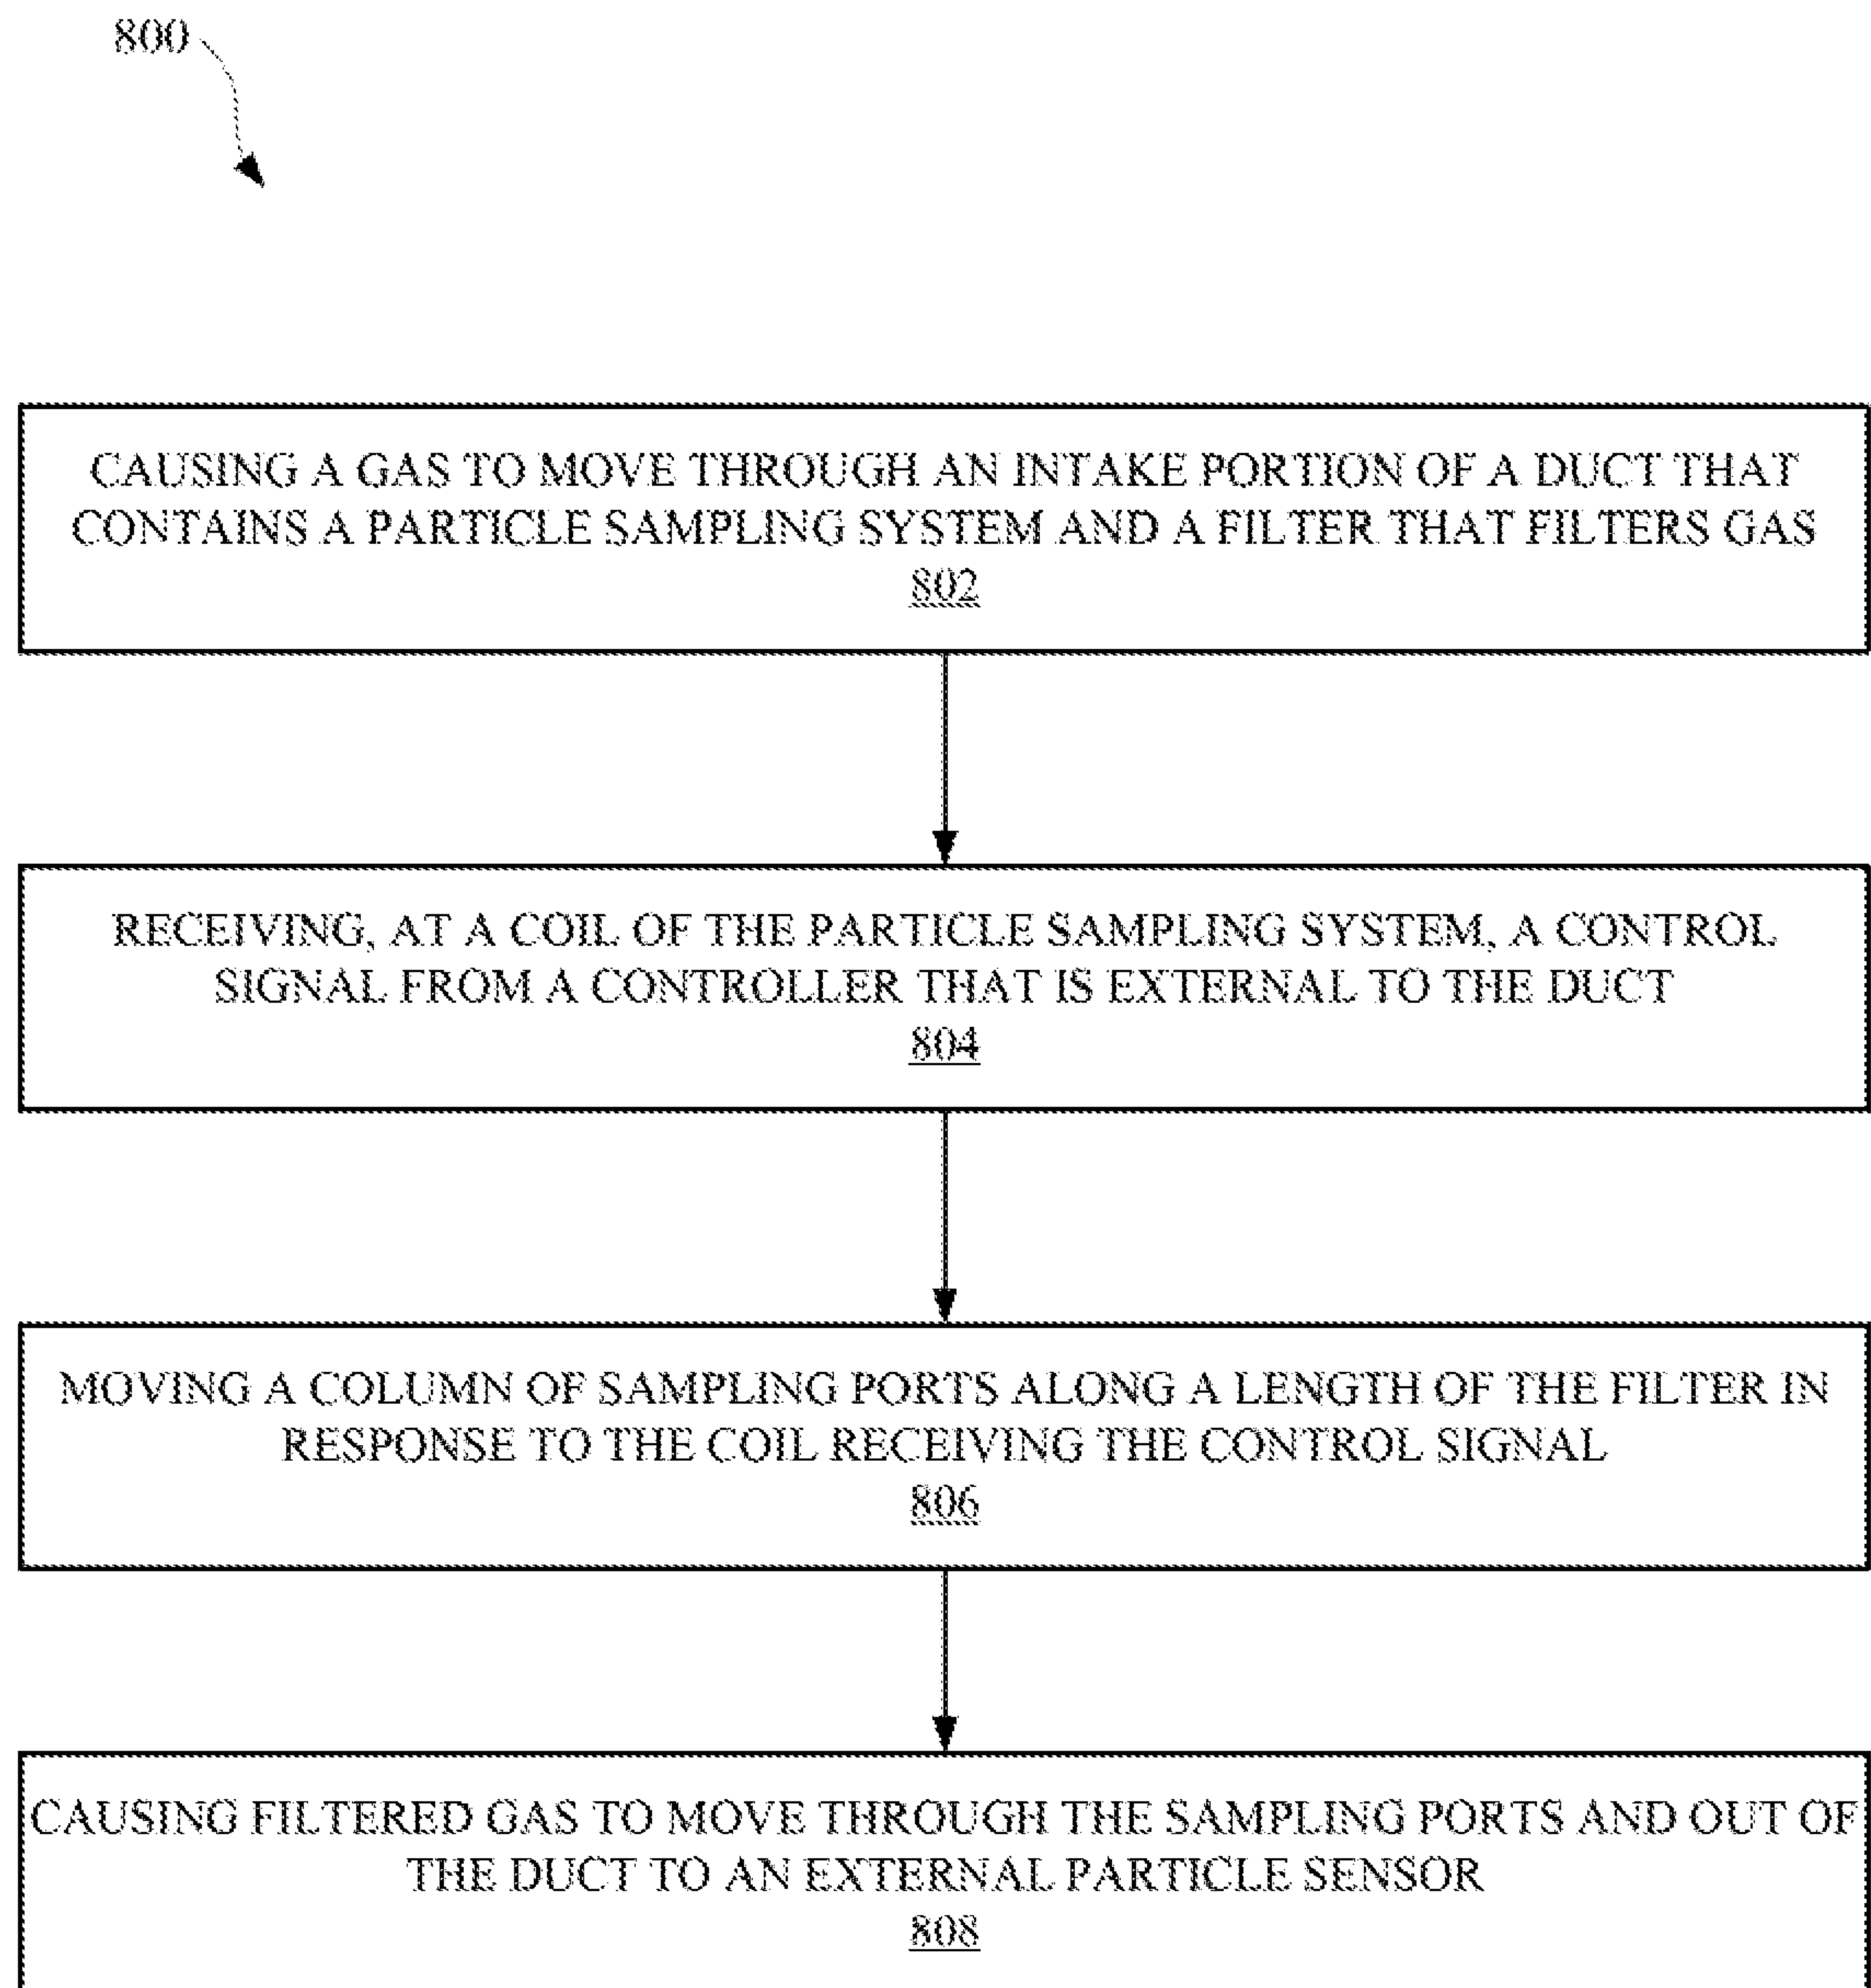 800
CAUSING A GAS TO MOVE THROUGH AN INTAKE PORTION OF A DUCT THAT
CONTAINS A PARTICLE SAMPLING SYSTEM AND A FILTER THAT FILTERS GAS
802
RECEIVING, AT A COIL OF THE PARTICLE SAMPLING SYSTEM, A CONTROL
SIGNAL FROM A CONTROLLER THAT IS EXTERNAL TO THE DUCT
804
MOVING A COLUMN OF SAMPLING PORTS ALONG A LENGTH OF THE FILTER IN
RESPONSE TO THE COIL RECEIVING THE CONTROL SIGNAL
806
CAUSING FILTERED GAS TO MOVE THROUGH THE SAMPLING PORTS AND OUT OF
THE DUCT TO AN EXTERNAL PARTICLE SENSOR
808